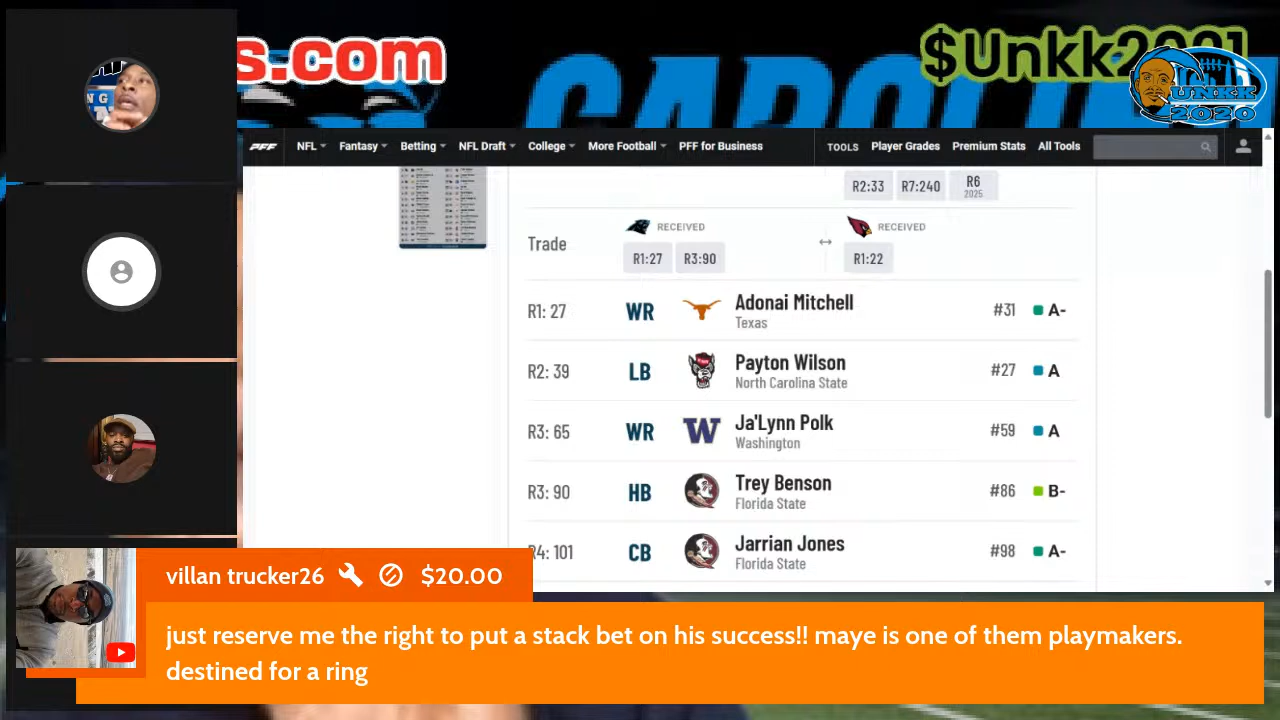 s.com
CAROLI
$Unkk2021
UNKK
2020
PFF
NFL
Fantasy
Betting
NFL Draft
College
More Football
PFF for Business
TOOLS
Player Grades
Premium Stats
All Tools
R2:33
R7:240
R6
2025
Trade
RECEIVED
R1:27
R3:90
RECEIVED
R1:22
R1: 27 WR Adonai Mitchell #31 A-
Texas
R2: 39 LB Payton Wilson #27 A
North Carolina State
R3: 65 WR Ja'Lynn Polk #59 A
W
Washington
R3: 90 HB Trey Benson #86 B-
Florida State
R4: 101 CB Jarrian Jones #98 A-
Florida State
villan trucker26 $20.00
just reserve me the right to put a stack bet on his success!! maye is one of them playmakers.
destined for a ring